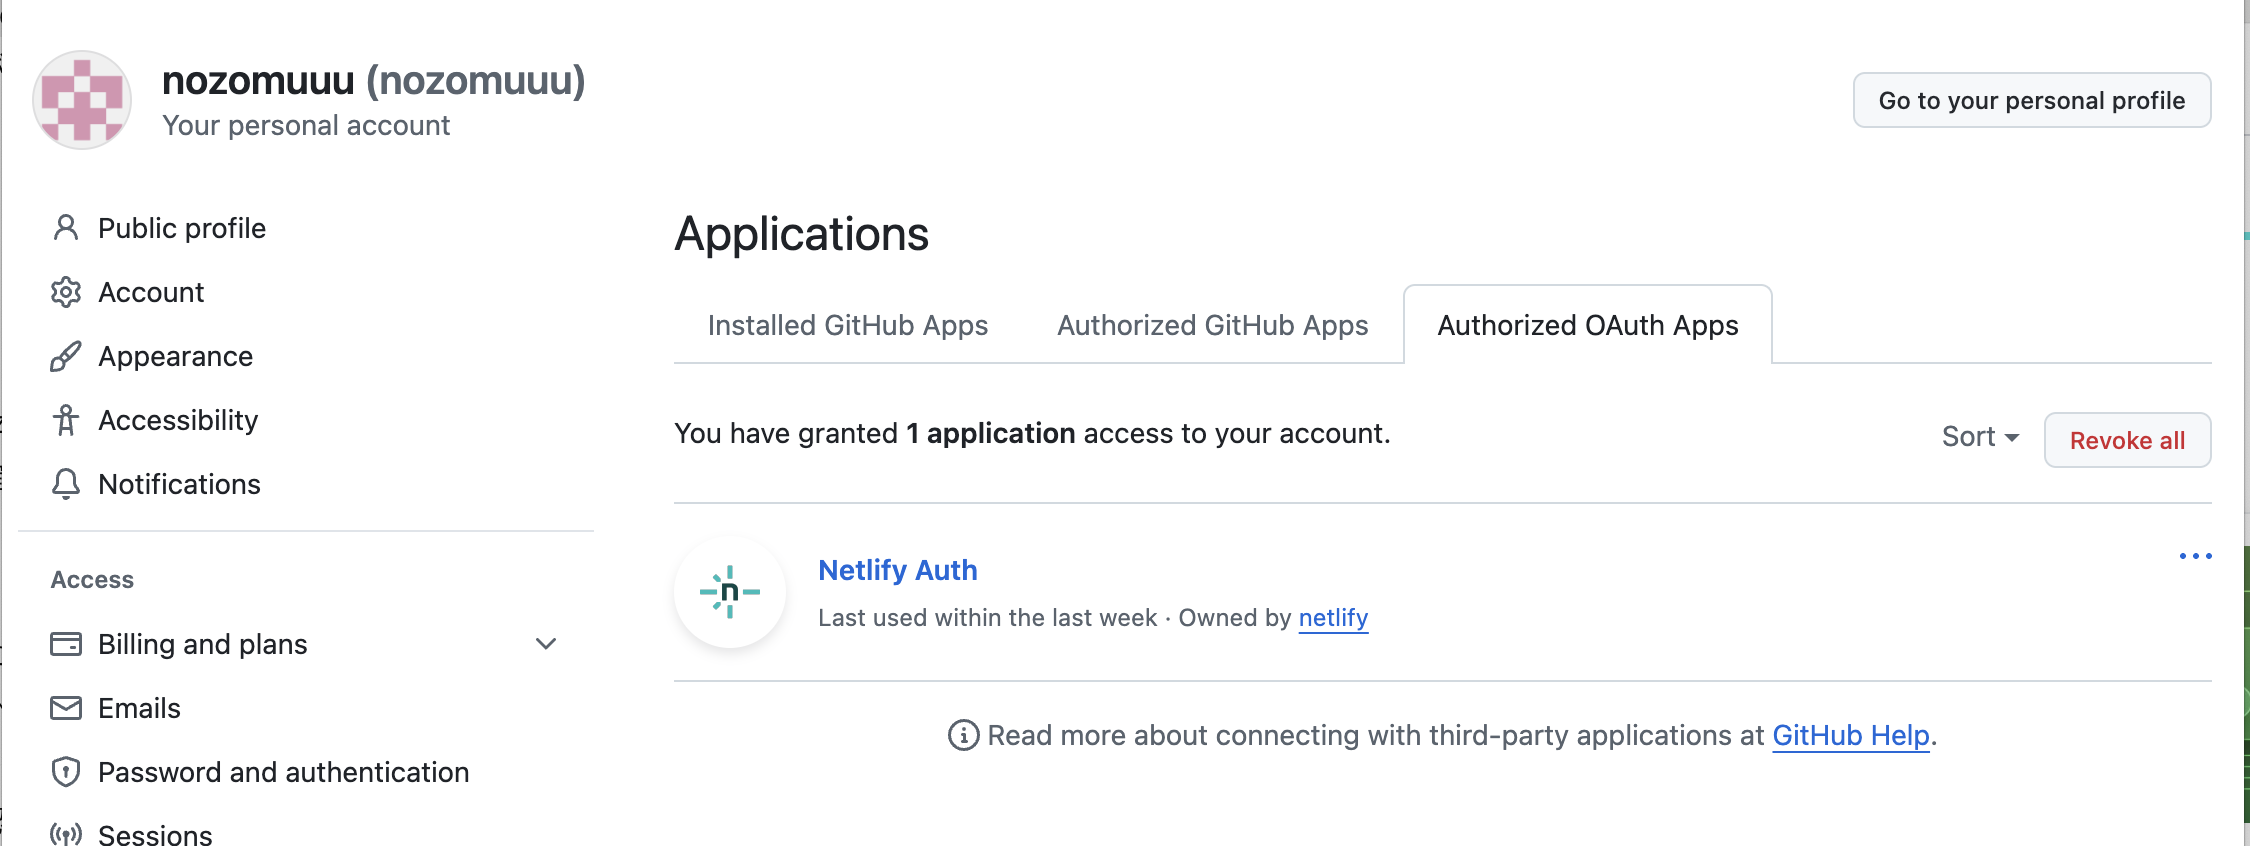 nozomuuu (nozomuuu)
Your personal account
Go to your personal profile
Public profile
Account
Appearance
Accessibility
Notifications
Access
Billing and plans
Emails
Password and authentication
Sessions
Applications
Installed GitHub Apps
Authorized GitHub Apps
Authorized OAuth Apps
You have granted 1 application access to your account.
Sort
Revoke all
n
Netlify Auth
Last used within the last week · Owned by netlify
Read more about connecting with third-party applications at GitHub Help.